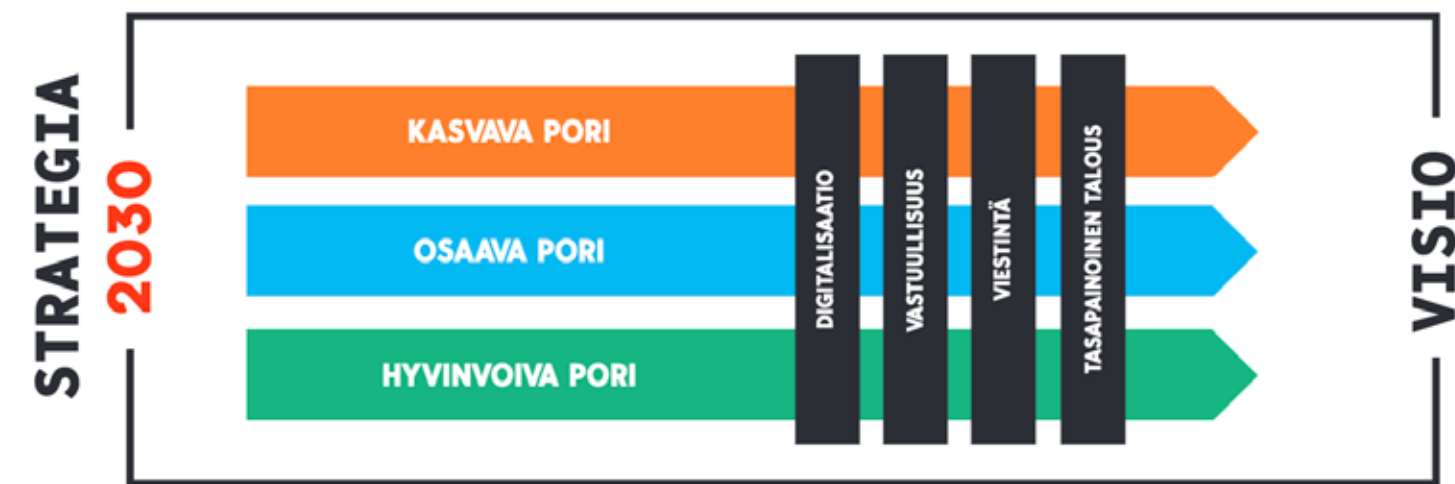 STRATEGIA
2030
KASVAVA PORI
OSAAVA PORI
HYVINVOIVA PORI
DIGITALISAATIO
VASTUULLISUUS
VIESTINTÄ
TASAPAINOINEN TALOUS
VISIO